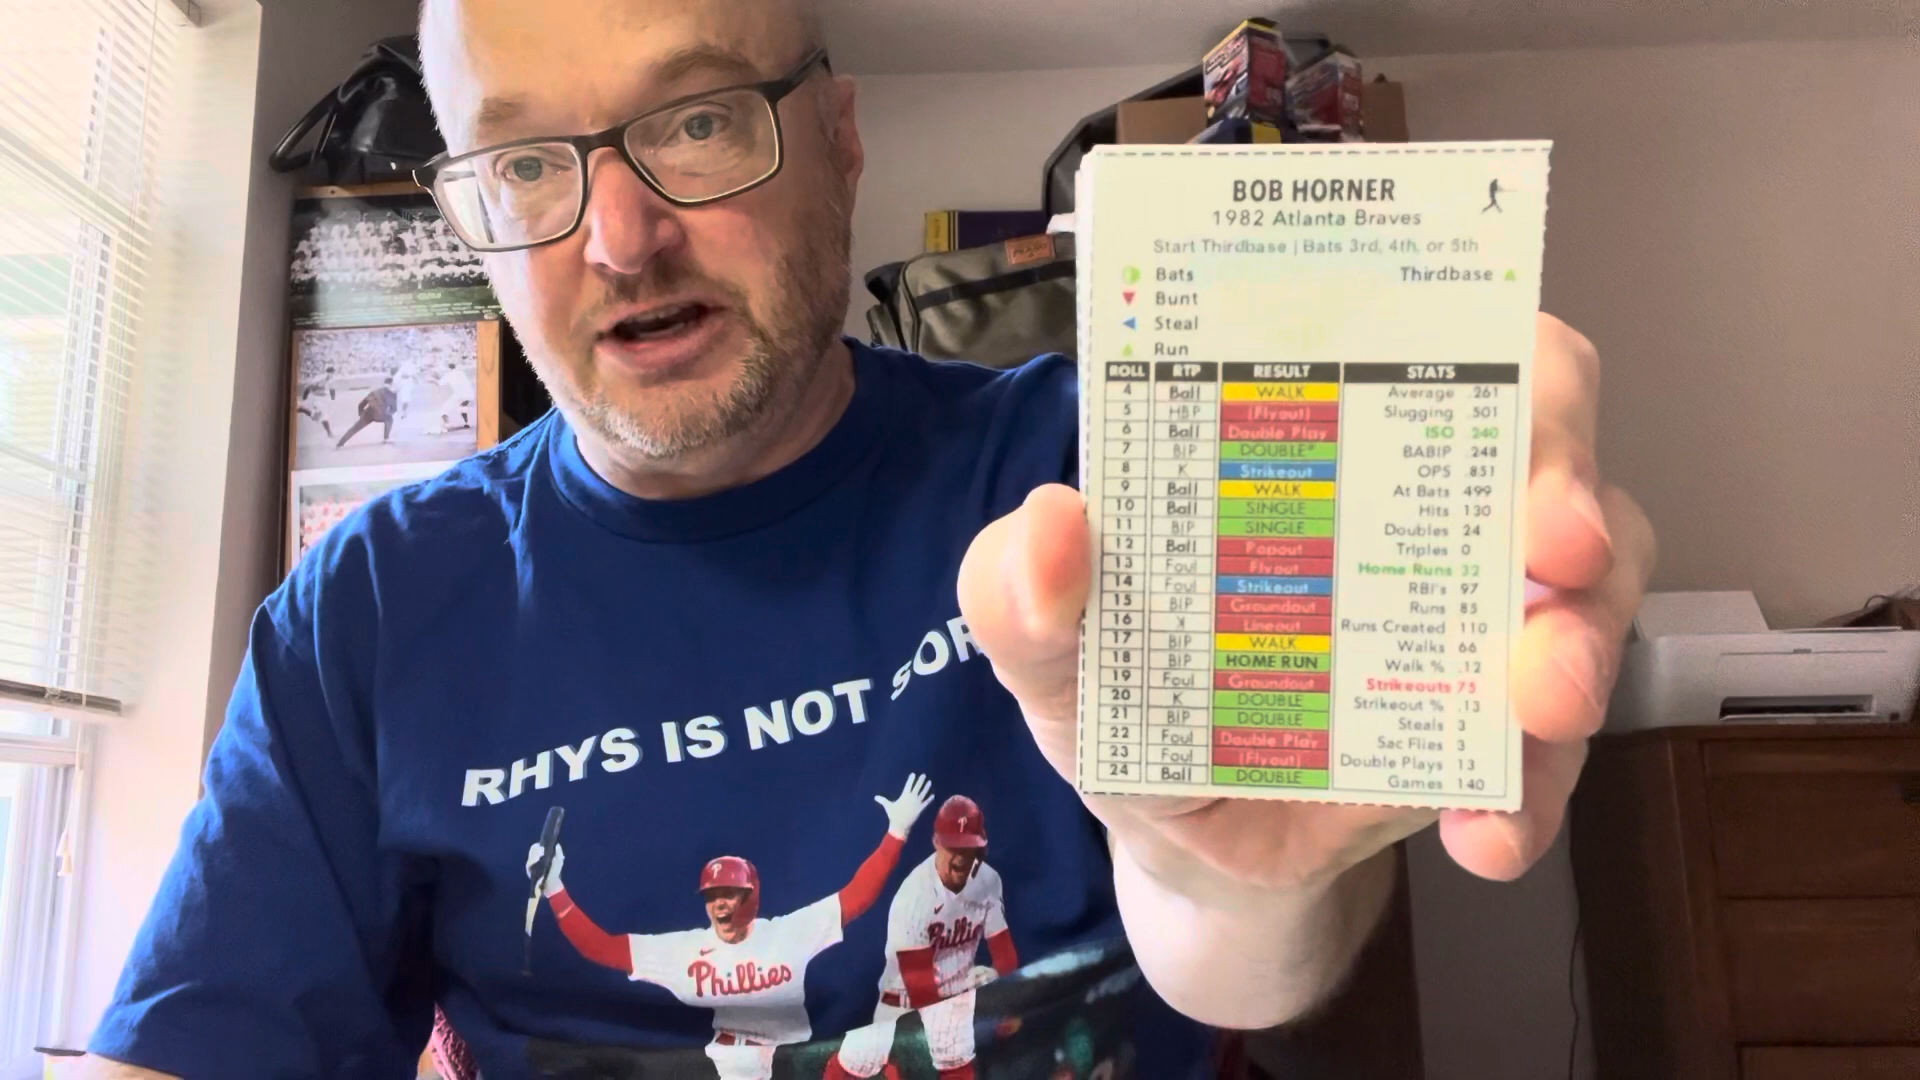 BOB HORNER
1982 Atlanta Braves
Start Thirdbase | Bats 3rd, 4th, or 5th
Bats Thirdbase
Bunt
Steal
Run
ROLL RTP RESULT STATS
4 Ball WALK Average .261
5 HBP (Flyout) Slugging .501
6 Ball Double Play ISO .240
7 BIP DOUBLE* BABIP .248
8 K Strikeout OPS .851
9 Ball WALK At Bats 499
10 Ball SINGLE Hits 130
11 BIP SINGLE Doubles 24
12 Ball Popout Triples 0
13 Foul Flyout Home Runs 32
14 Foul Strikeout RBI's 97
15 BIP Groundout Runs 85
16 K Lineout Runs Created 110
17 BIP WALK Walks 66
18 BIP HOME RUN Walk % .12
19 Foul Groundout Strikeouts 75
20 K DOUBLE Strikeout % .13
21 BIP DOUBLE Steals 3
22 Foul Double Play Sac Flies 3
23 Foul (Flyout) Double Plays 13
24 Ball DOUBLE Games 140
RHYS IS NOT SOR
P P
Phillies Phillie